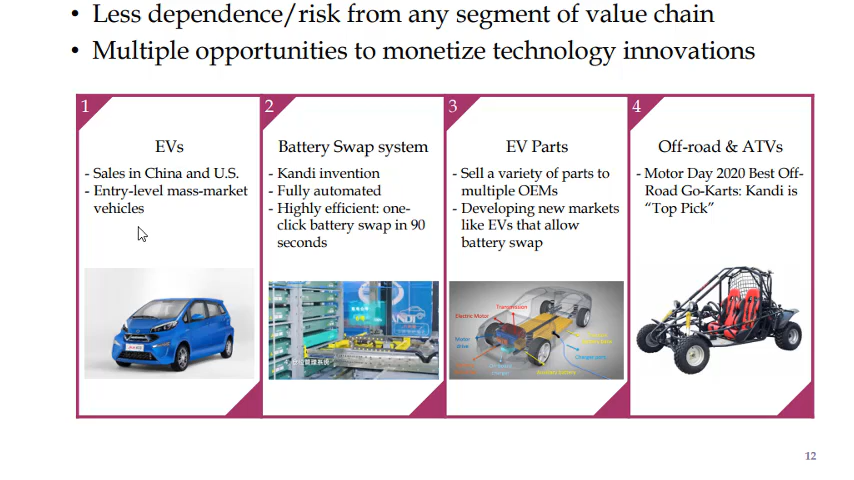 • Less dependence/risk from any segment of value chain
• Multiple opportunities to monetize technology innovations
1
EVs
- Sales in China and U.S.
- Entry-level mass-market
vehicles
2
Battery Swap system
- Kandi invention
- Fully automated
- Highly efficient: one-
click battery swap in 90
seconds
3
EV Parts
- Sell a variety of parts to
multiple OEMs
- Developing new markets
like EVs that allow
battery swap
Transmission
Electric Motor
Motor
drive
4
Off-road & ATVs
- Motor Day 2020 Best Off-
Road Go-Karts: Kandi is
“Top Pick”
12